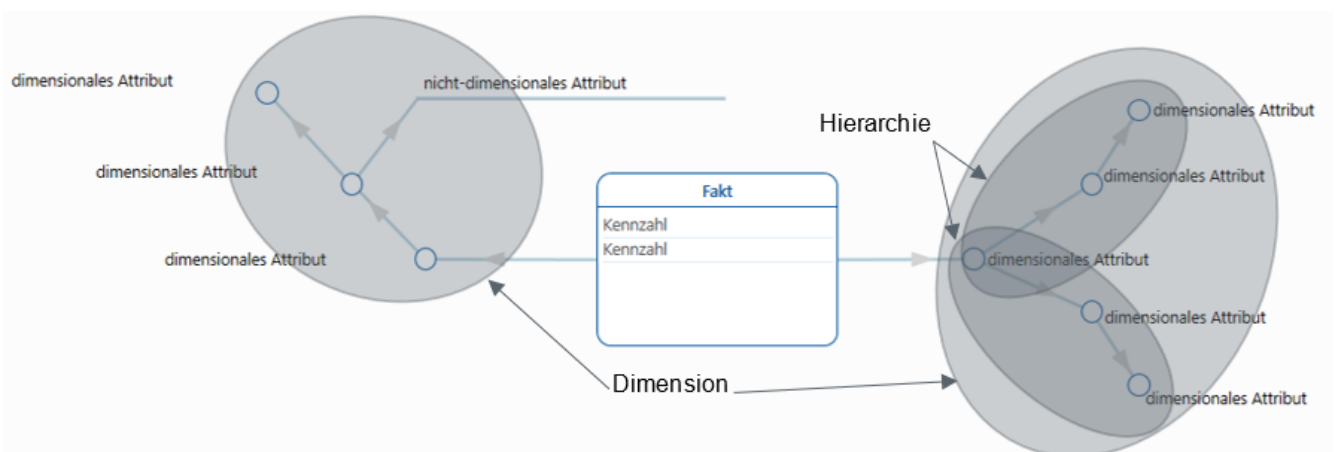 dimensionales Attribut
nicht-dimensionales Attribut
dimensionales Attribut
dimensionales Attribut
Fakt
Kennzahl
Kennzahl
Hierarchie
dimensionales Attribut
dimensionales Attribut
dimensionales Attribut
dimensionales Attribut
dimensionales Attribut
Dimension